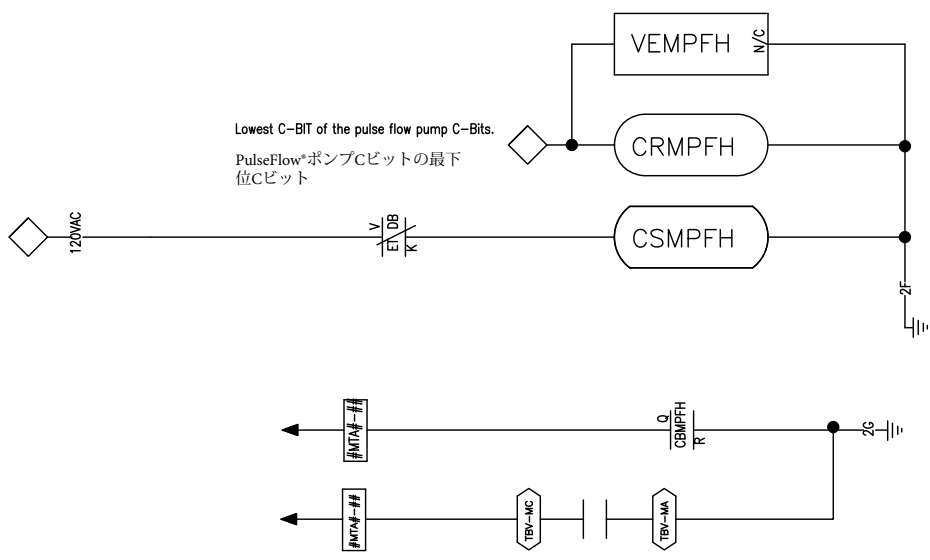 VEMPFH
N/C
Lowest C-BIT of the pulse flow pump C-Bits.
CRMPFH
PulseFlow®ポンプCビットの最下
位Cビット
120VAC
V
ET DB
K
CSMPFH
2F
#MTA#-##
Q
CBMPFH
R
2G
#MTA#-##
TBV-MC
TBV-MA